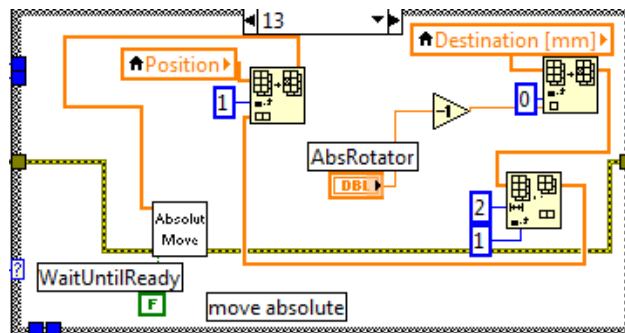 13
Position
Destination [mm]
1
-1
0
AbsRotator
DBL
2
1
Absolut
Move
WaitUntilReady
?
F
move absolute